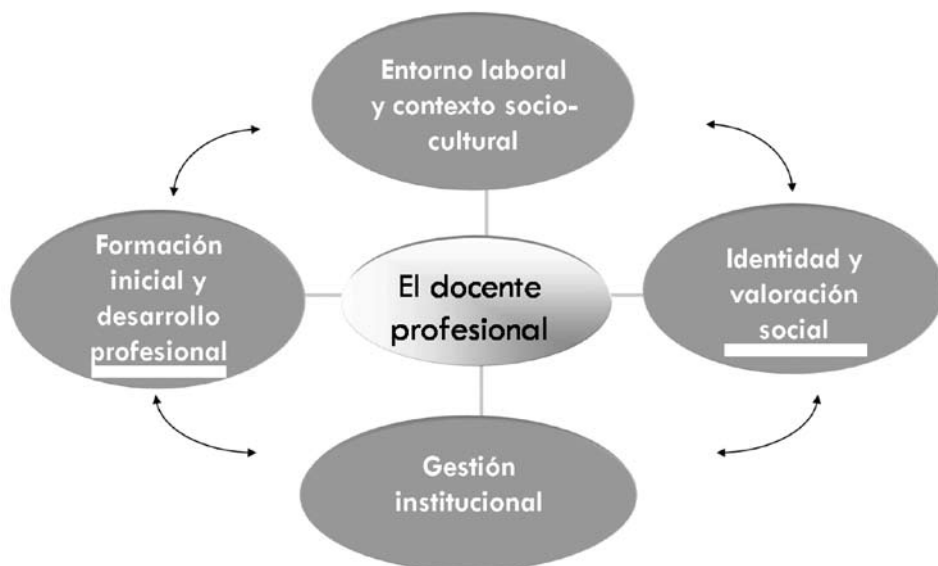 Entorno laboral
y contexto socio-
cultural
Formación
inicial y
desarrollo
profesional
El docente
profesional
Identidad y
valoración
social
Gestión
institucional